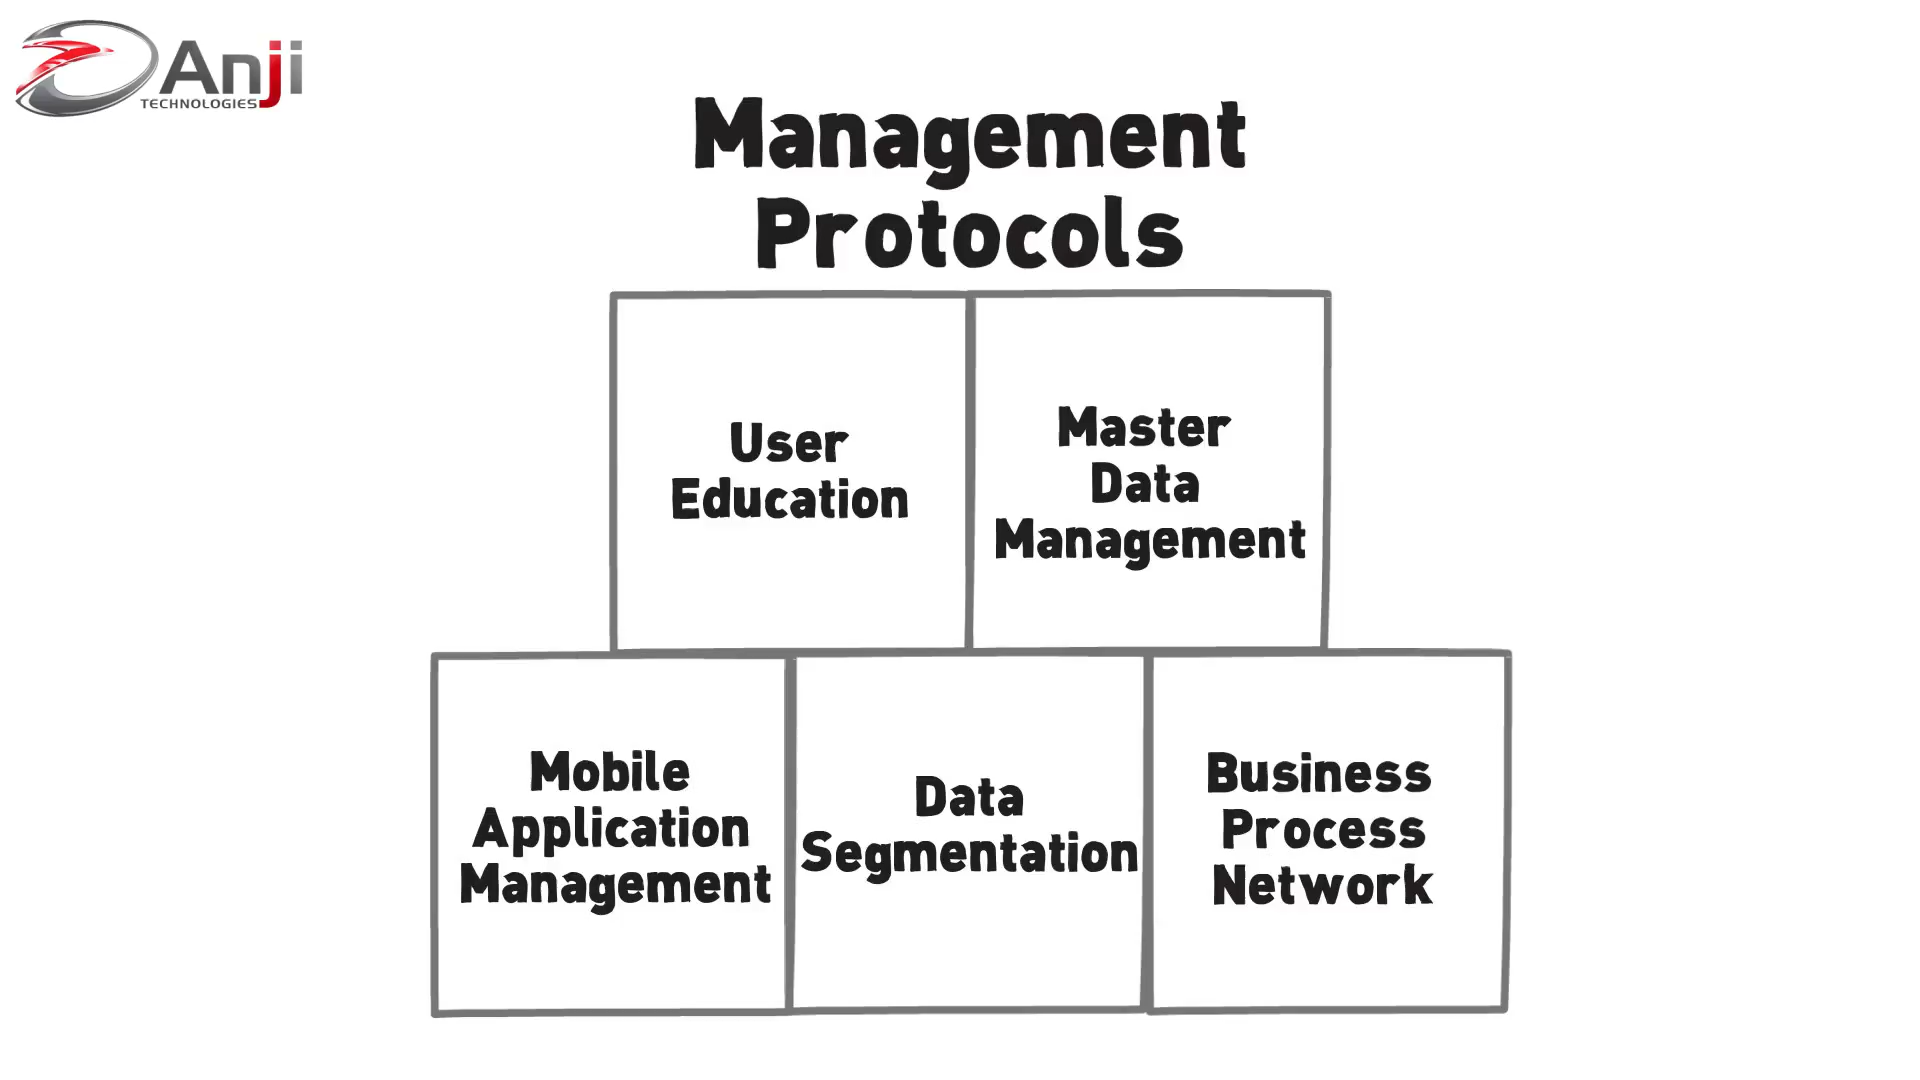 Anji
TECHNOLOGIES
Management
Protocols
User
Education
Master
Data
Management
Mobile
Application
Management
Data
Segmentation
Business
Process
Network